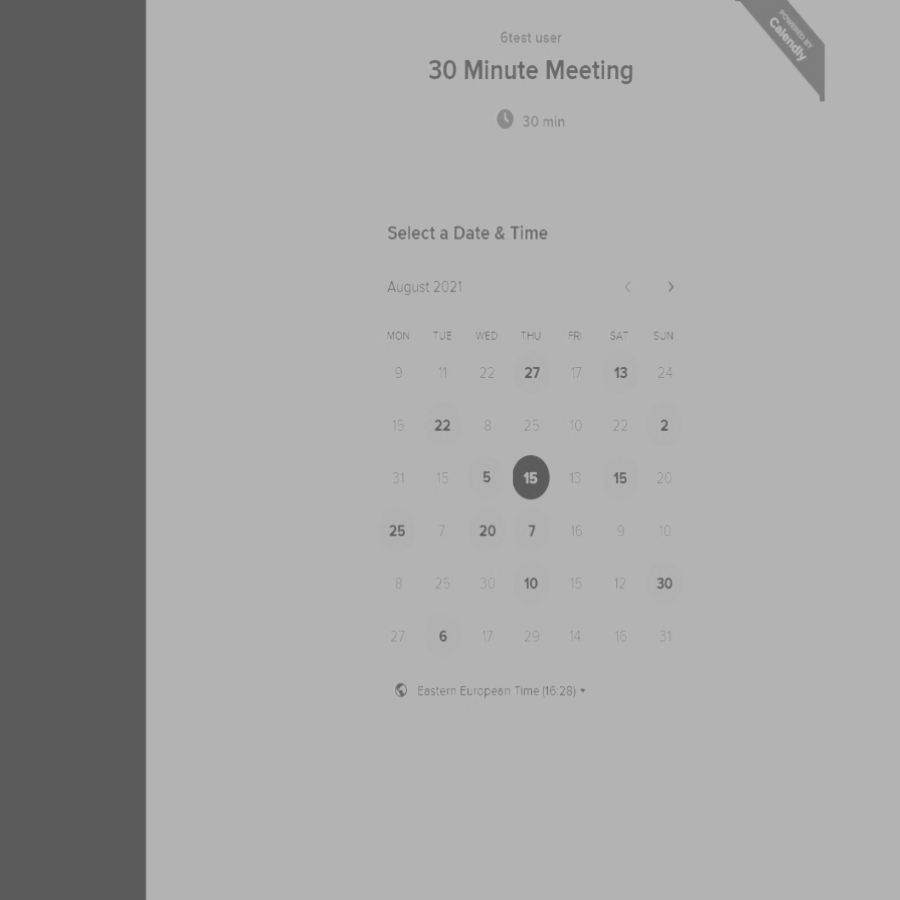 POWERED BY
Calendly
6test user
30 Minute Meeting
30 min
Select a Date & Time
August 2021
MON TUE WED THU FRI SAT SUN
9 11 22 27 17 13 24
15 22 8 25 10 22 2
31 15 5 15 13 15 20
25 7 20 7 16 9 10
8 25 30 10 15 12 30
27 6 17 29 14 16 31
Eastern European Time (16:28)